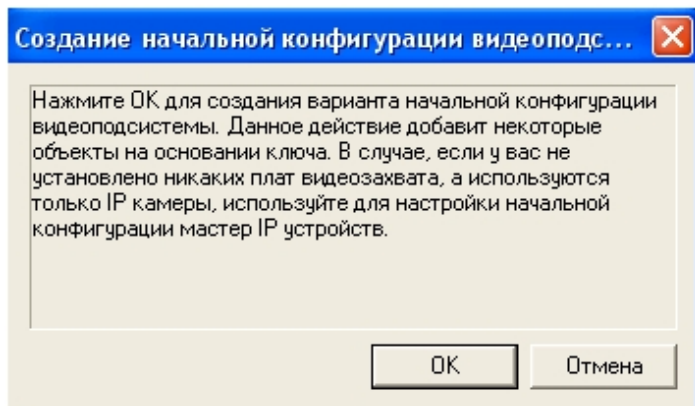 Создание начальной конфигурации видеоподс...
Нажмите ОК для создания варианта начальной конфигурации
видеоподсистемы. Данное действие добавит некоторые
объекты на основании ключа. В случае, если у вас не
установлено никаких плат видеозахвата, а используются
только IP камеры, используйте для настройки начальной
конфигурации мастер IP устройств.
OK
Отмена